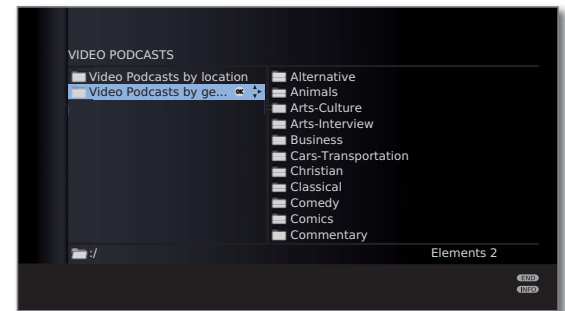 VIDEO PODCASTS
Video Podcasts by location
Video Podcasts by ge... OK
Alternative
Animals
Arts-Culture
Arts-Interview
Business
Cars-Transportation
Christian
Classical
Comedy
Comics
Commentary
:/
Elements 2
END
INFO